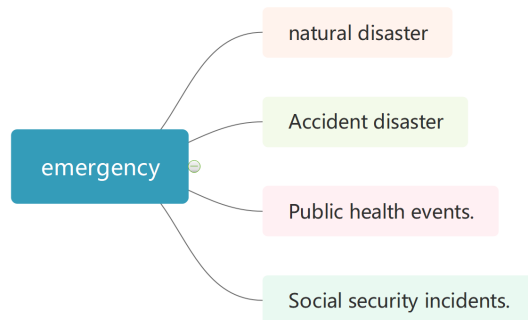 emergency
natural disaster
Accident disaster
Public health events.
Social security incidents.